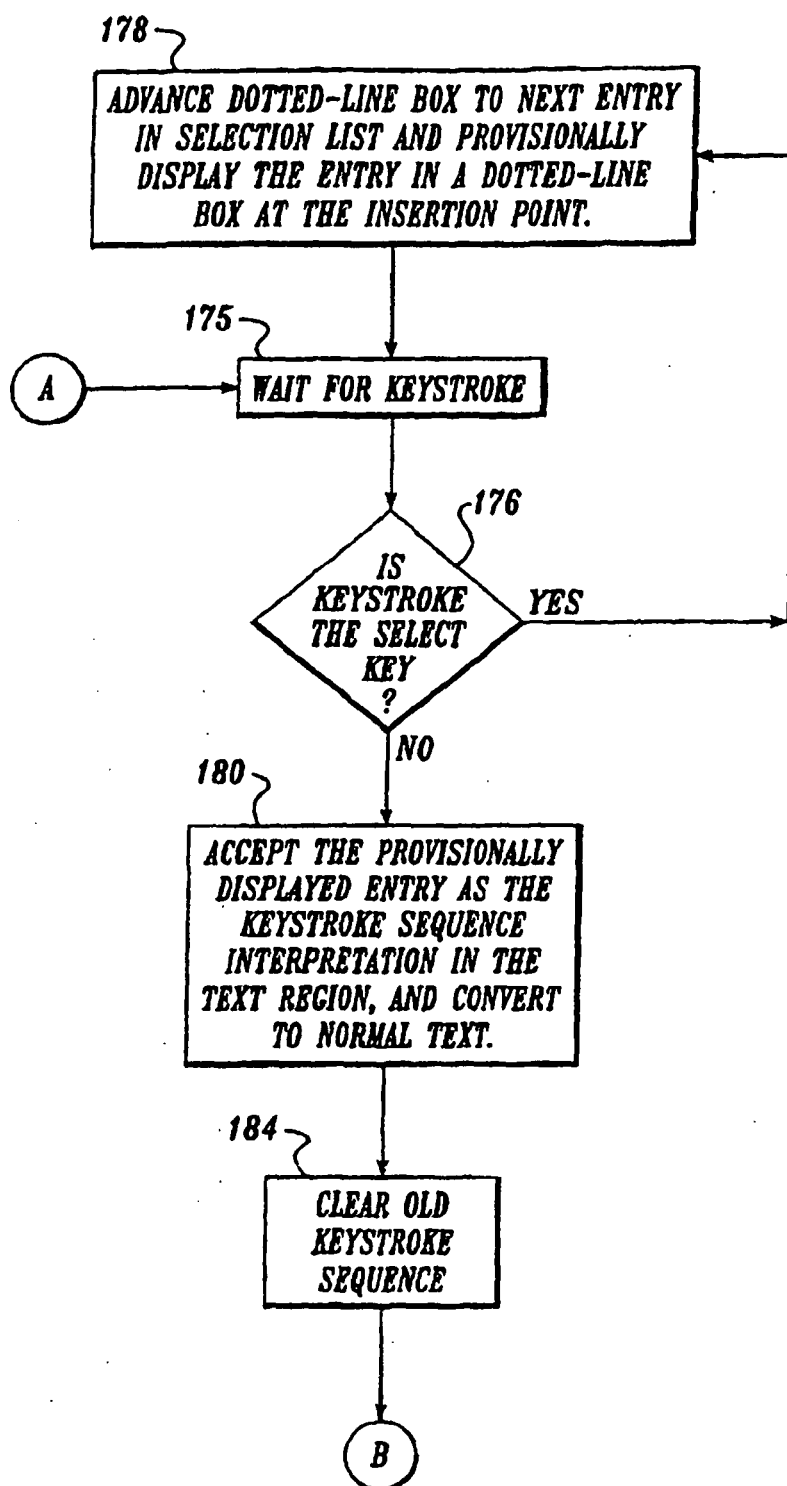 178
ADVANCE DOTTED-LINE BOX TO NEXT ENTRY
IN SELECTION LIST AND PROVISIONALLY
DISPLAY THE ENTRY IN A DOTTED-LINE
BOX AT THE INSERTION POINT.
175
A
WAIT FOR KEYSTROKE
176
IS
KEYSTROKE
THE SELECT
KEY
?
YES
NO
180
ACCEPT THE PROVISIONALLY
DISPLAYED ENTRY AS THE
KEYSTROKE SEQUENCE
INTERPRETATION IN THE
TEXT REGION, AND CONVERT
TO NORMAL TEXT.
184
CLEAR OLD
KEYSTROKE
SEQUENCE
B